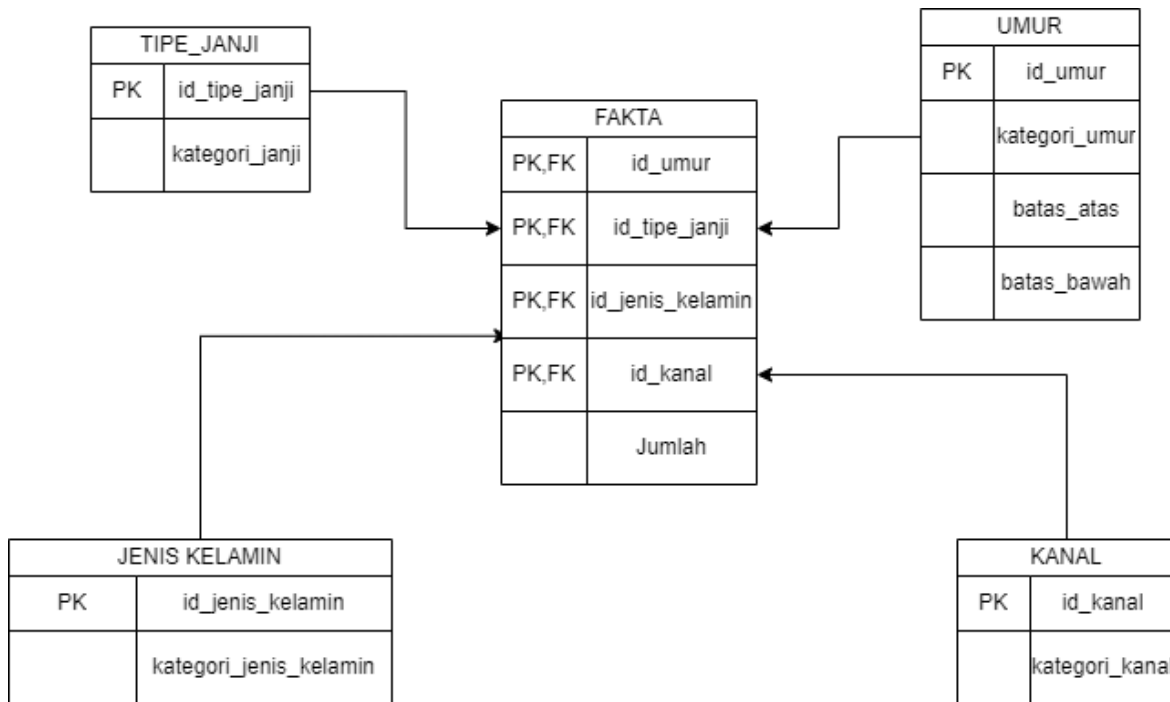 TIPE_JANJI
PK id_tipe_janji
kategori_janji
UMUR
PK id_umur
kategori_umur
batas_atas
batas_bawah
FAKTA
PK,FK id_umur
PK,FK id_tipe_janji
PK,FK id_jenis_kelamin
PK,FK id_kanal
Jumlah
JENIS KELAMIN
PK id_jenis_kelamin
kategori_jenis_kelamin
KANAL
PK id_kanal
kategori_kanal